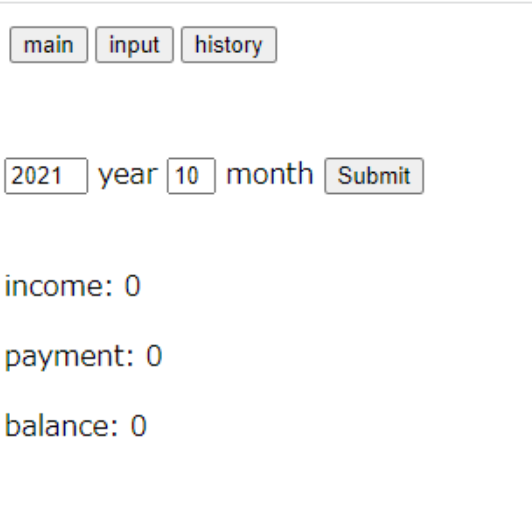 main input history
2021 year 10 month Submit
income: 0
payment: 0
balance: 0